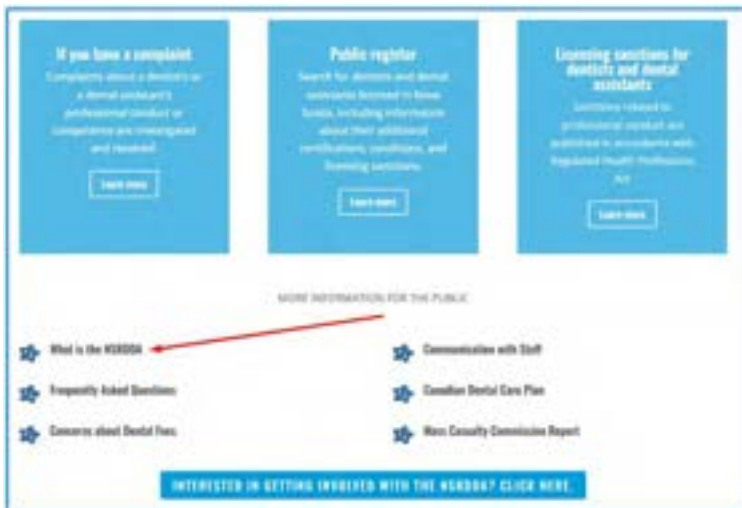 If you have a complaint
Complaints about a dentist's or
a dental assistant's
professional conduct or
competence are investigated
and resolved.
Learn more
Public register
Search for dentists and dental
assistants licensed in Nova
Scotia, including information
about their additional
certifications, conditions, and
licensing sanctions.
Learn more
Licensing sanctions for
dentists and dental
assistants
Sanctions related to
professional conduct are
published in accordance with
Regulated Health Professions
Act
Learn more
MORE INFORMATION FOR THE PUBLIC
What is the NSRDDA
Frequently Asked Questions
Concerns about Dental Fees
Communication with Staff
Canadian Dental Care Plan
Mass Casualty Commission Report
INTERESTED IN GETTING INVOLVED WITH THE NSRDDA? CLICK HERE.